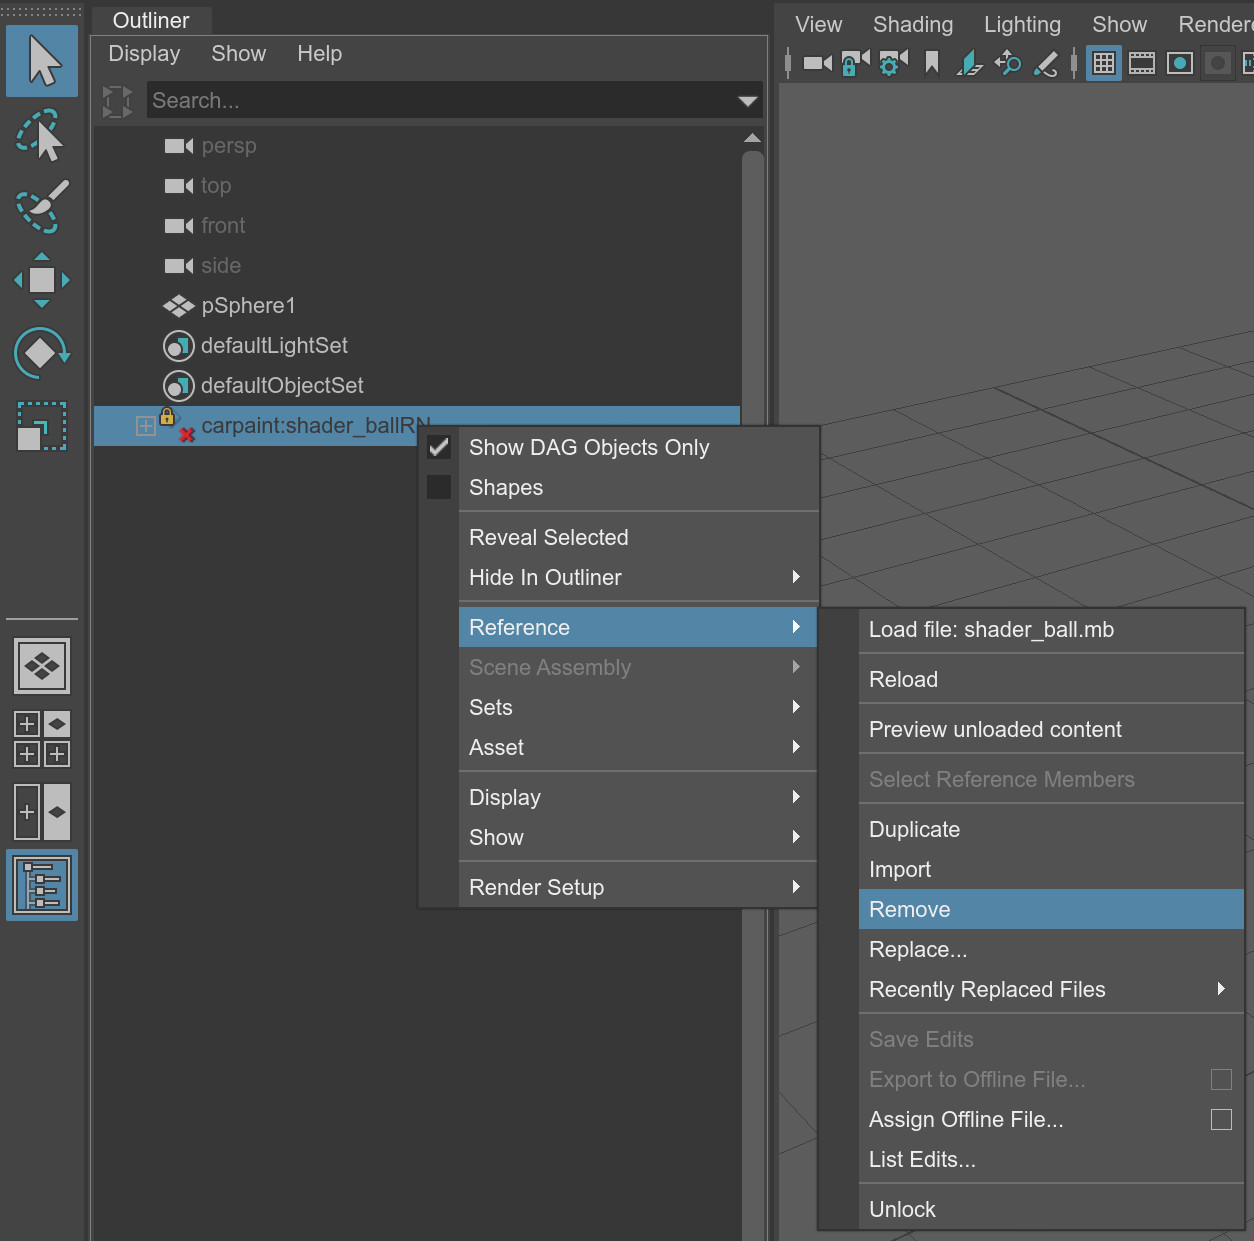 Outliner
Display Show Help
Search...
persp
top
front
side
pSphere1
defaultLightSet
defaultObjectSet
carpaint:shader_ballRN
View Shading Lighting Show Rendere
Show DAG Objects Only
Shapes
Reveal Selected
Hide In Outliner
Reference
Scene Assembly
Sets
Asset
Display
Show
Render Setup
Load file: shader_ball.mb
Reload
Preview unloaded content
Select Reference Members
Duplicate
Import
Remove
Replace...
Recently Replaced Files
Save Edits
Export to Offline File...
Assign Offline File...
List Edits...
Unlock